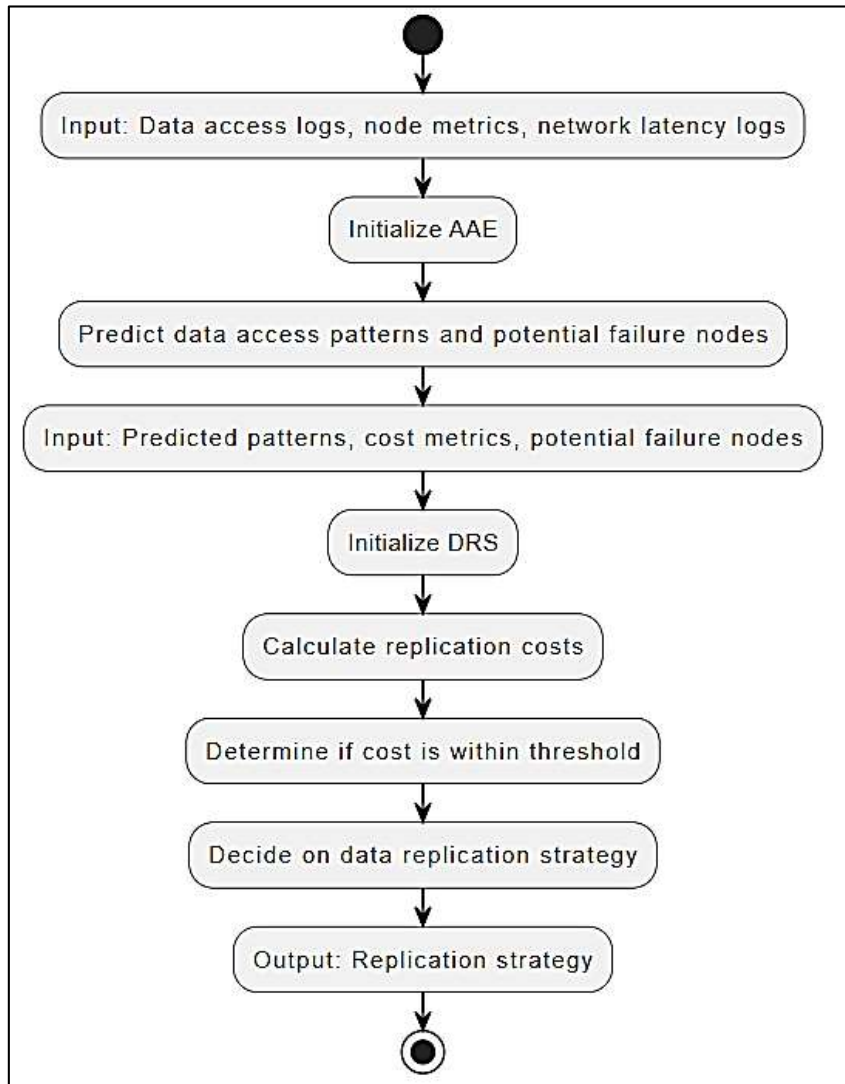 Input: Data access logs, node metrics, network latency logs
Initialize AAE
Predict data access patterns and potential failure nodes
Input: Predicted patterns, cost metrics, potential failure nodes
Initialize DRS
Calculate replication costs
Determine if cost is within threshold
Decide on data replication strategy
Output: Replication strategy